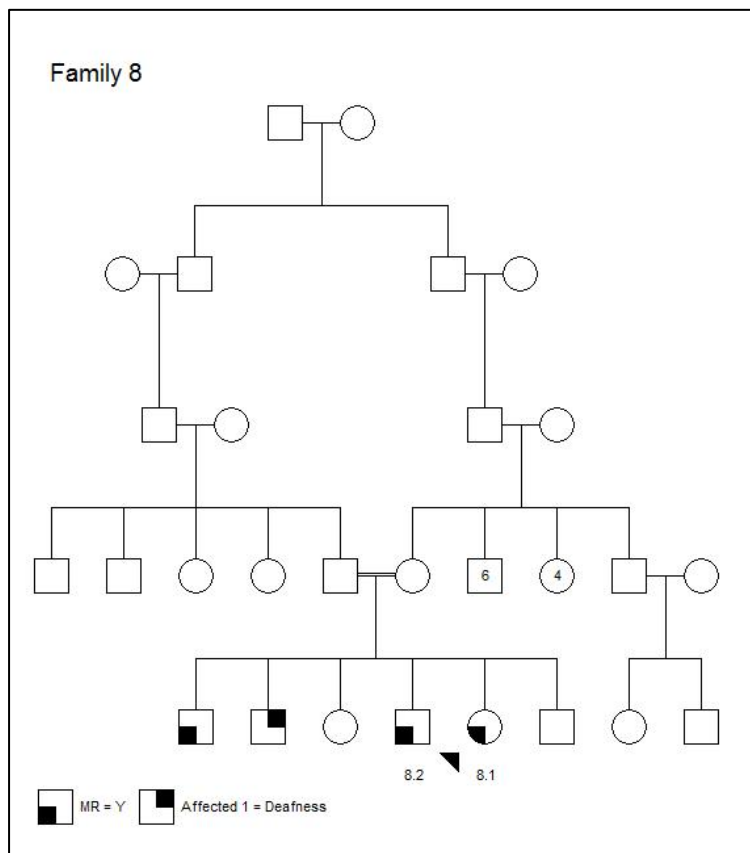 Family 8
6 4
8.2 8.1
MR = Y Affected 1 = Deafness